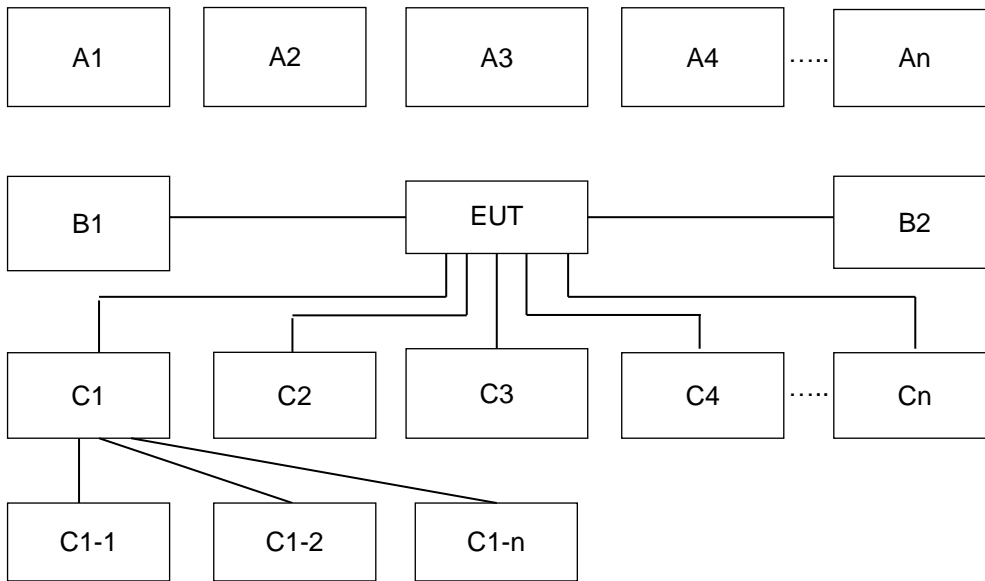 A1 A2 A3 A4 ….. An
B1 EUT B2
C1 C2 C3 C4 ….. Cn
C1-1 C1-2 C1-n